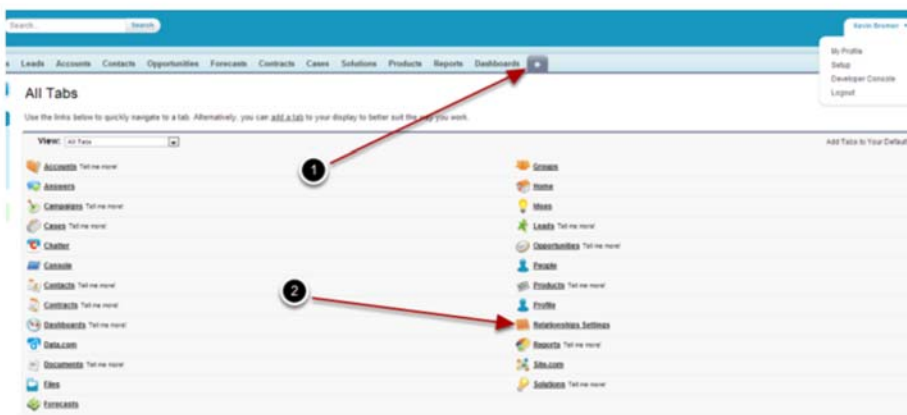 Search... Search
Kevin Bromer
My Profile
Setup
Developer Console
Logout
s Leads Accounts Contacts Opportunities Forecasts Contracts Cases Solutions Products Reports Dashboards +
All Tabs
Use the links below to quickly navigate to a tab. Alternatively, you can add a tab to your display to better suit the way you work.
View: All Tabs
Add Tabs to Your Default
1
Accounts Tell me more!
Answers
Campaigns Tell me more!
Cases Tell me more!
Chatter
Console
Contacts Tell me more!
Contracts Tell me more!
Dashboards Tell me more!
Data.com
Documents Tell me more!
Files
Forecasts
2
Groups
Home
Ideas
Leads Tell me more!
Opportunities Tell me more!
People
Products Tell me more!
Profile
Relationships Settings
Reports Tell me more!
Site.com
Solutions Tell me more!